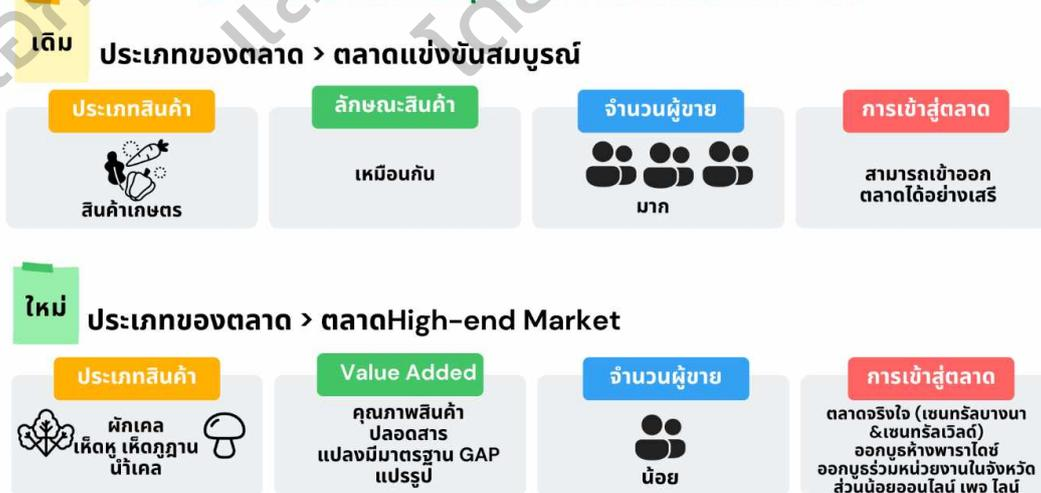 เดิม
ประเภทของตลาด > ตลาดแข่งขันสมบูรณ์
ประเภทสินค้า
ลักษณะสินค้า
จำนวนผู้ขาย
การเข้าสู่ตลาด
สินค้าเกษตร
เหมือนกัน
มาก
สามารถเข้าออก
ตลาดได้อย่างเสรี
ใหม่
ประเภทของตลาด > ตลาดHigh-end Market
ประเภทสินค้า
Value Added
จำนวนผู้ขาย
การเข้าสู่ตลาด
ผักเคล
เห็ดหู เห็ดภูฏาน
น้ำเคล
คุณภาพสินค้า
ปลอดสาร
แปลงมีมาตรฐาน GAP
แปรรูป
น้อย
ตลาดจริงใจ (เซนทรัลบางนา
&เซนทรัลเวิลด์)
ออกบูธห้างพาราไดซ์
ออกบูธร่วมหน่วยงานในจังหวัด
ส่วนน้อยออนไลน์ เพจ ไลน์